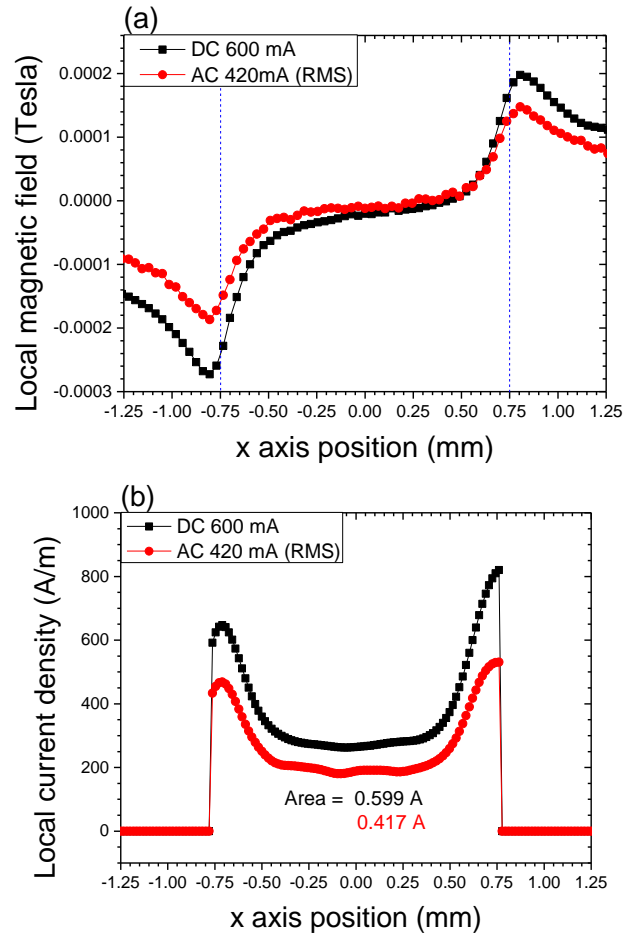 (a)
DC 600 mA
AC 420mA (RMS)
Local magnetic field (Tesla)
0.0002
0.0001
0.0000
-0.0001
-0.0002
-0.0003
-1.25 -1.00 -0.75 -0.50 -0.25 0.00 0.25 0.50 0.75 1.00 1.25
x axis position (mm)
(b)
DC 600 mA
AC 420 mA (RMS)
Local current density (A/m)
1000
800
600
400
200
0
Area = 0.599 A
0.417 A
-1.25 -1.00 -0.75 -0.50 -0.25 0.00 0.25 0.50 0.75 1.00 1.25
x axis position (mm)